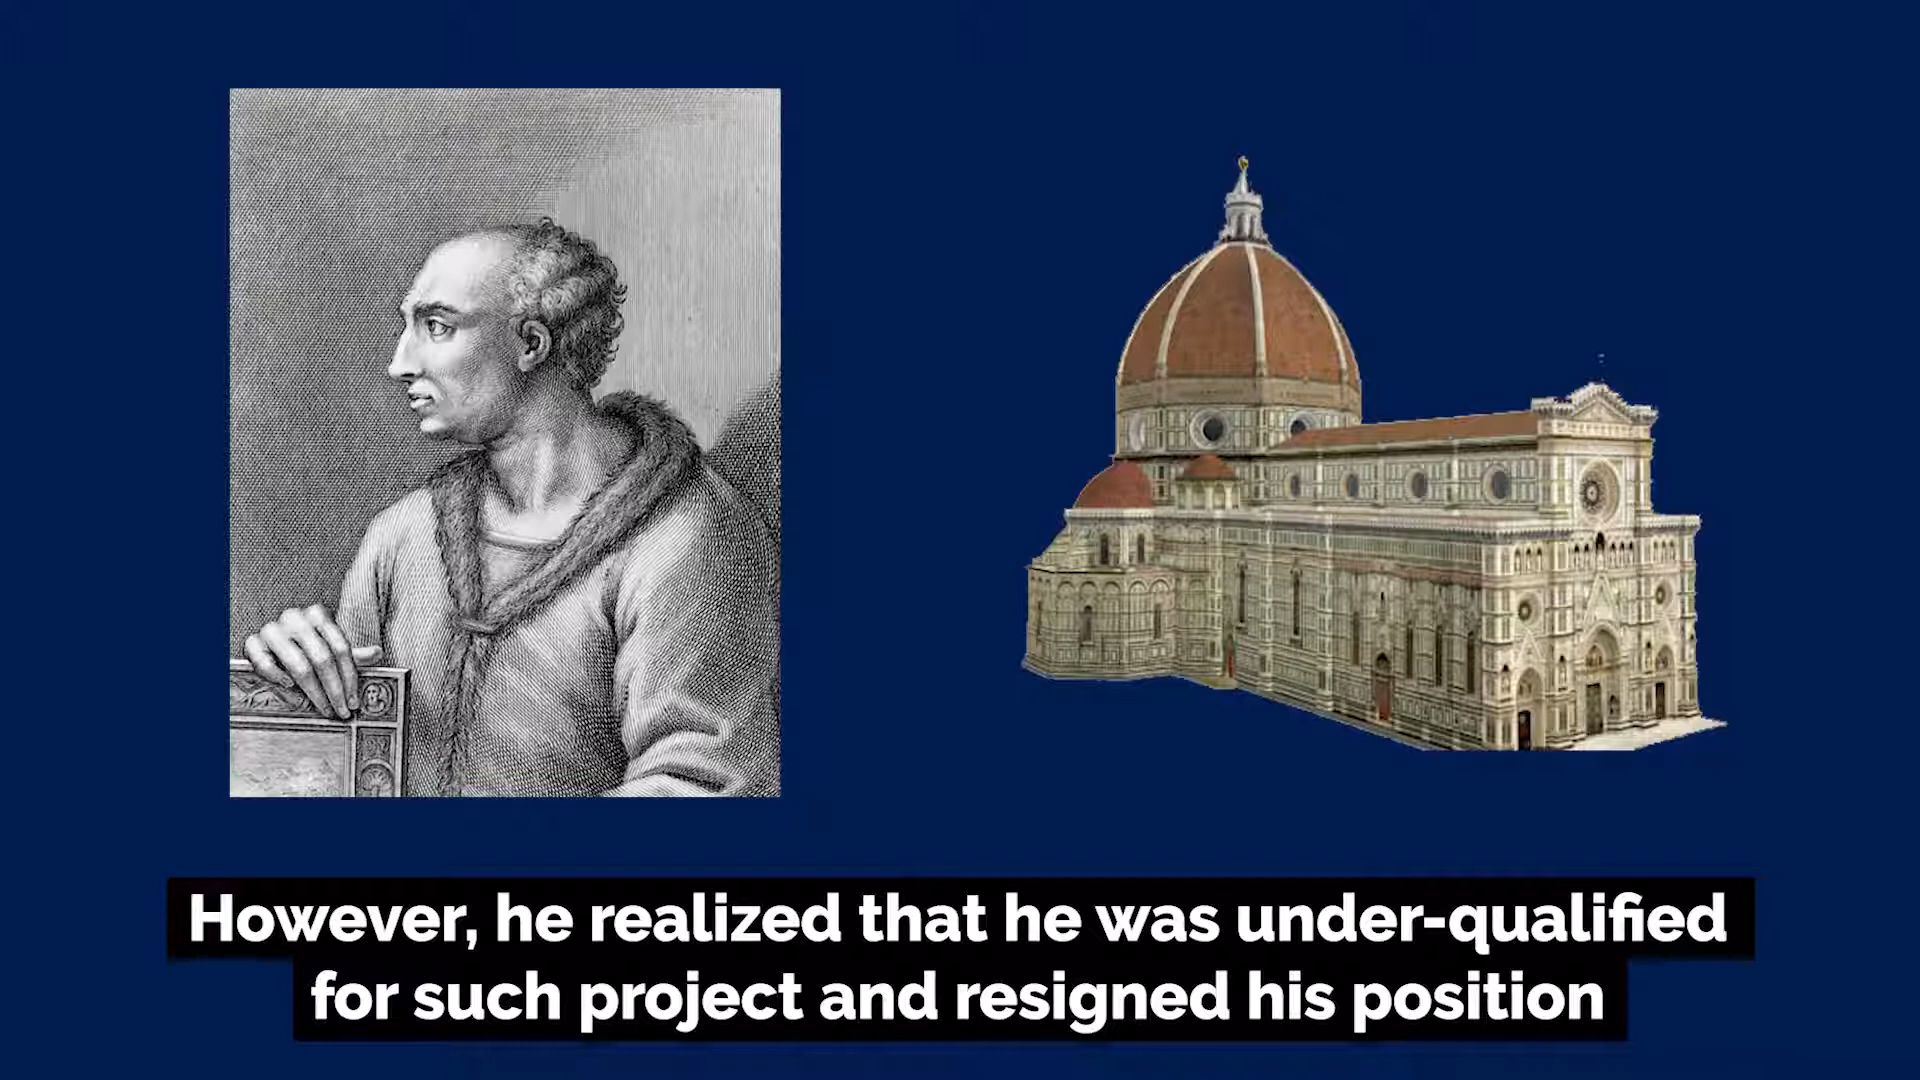 However, he realized that he was under-qualified
for such project and resigned his position